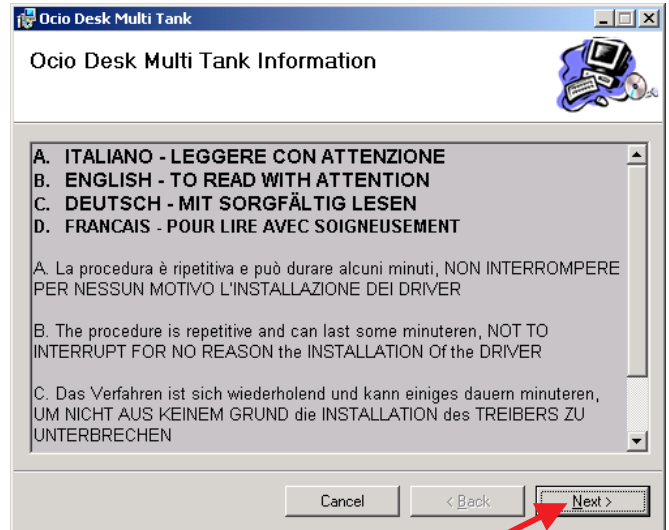 Ocio Desk Multi Tank
Ocio Desk Multi Tank Information
A. ITALIANO - LEGGERE CON ATTENZIONE
B. ENGLISH - TO READ WITH ATTENTION
C. DEUTSCH - MIT SORGFÄLTIG LESEN
D. FRANCAIS - POUR LIRE AVEC SOIGNEUSEMENT
A. La procedura è ripetitiva e può durare alcuni minuti, NON INTERROMPERE
PER NESSUN MOTIVO L'INSTALLAZIONE DEI DRIVER
B. The procedure is repetitive and can last some minuteren, NOT TO
INTERRUPT FOR NO REASON the INSTALLATION Of the DRIVER
C. Das Verfahren ist sich wiederholend und kann einiges dauern minuteren,
UM NICHT AUS KEINEM GRUND die INSTALLATION des TREIBERS ZU
UNTERBRECHEN
Cancel
< Back
Next >